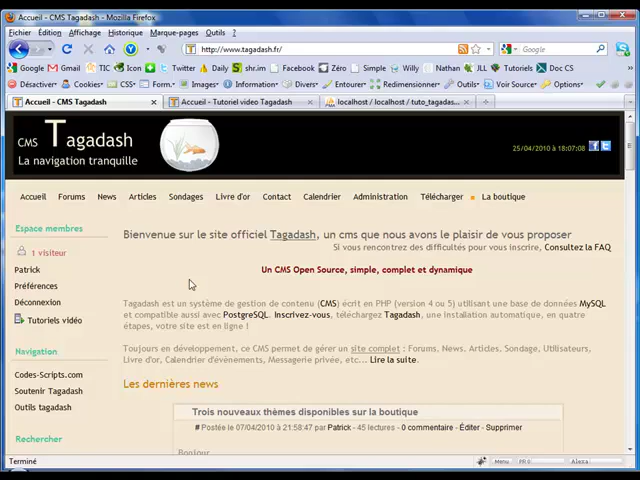 Accueil - CMS Tagadash - Mozilla Firefox
Fichier Édition Affichage Historique Marque-pages Outils ?
http://www.tagadash.fr/
Google
Google Gmail TIC Icon Twitter Daily shr.im Facebook Zéro Simple Willy Nathan JLL Tutoriels Doc CS
Désactiver Cookies CSS Formulaires Images Infos Divers Entourer Redimensionner Outils Voir Source Options
Accueil - CMS Tagadash
Accueil - Tutoriel video Tagadash
localhost / localhost / tuto_tagadas...
CMS Tagadash
La navigation tranquille
25/04/2010 à 18:07:08
Accueil Forums News Articles Sondages Livre d'or Contact Calendrier Administration Télécharger La boutique
Espace membres
1 visiteur
Patrick
Préférences
Déconnexion
Tutoriels vidéo
Navigation
Codes-Scripts.com
Soutenir Tagadash
Outils tagadash
Rechercher
Bienvenue sur le site officiel Tagadash, un cms que nous avons le plaisir de vous proposer
Si vous rencontrez des difficultés pour vous inscrire, Consultez la FAQ
Un CMS Open Source, simple, complet et dynamique
Tagadash est un système de gestion de contenu (CMS) écrit en PHP (version 4 ou 5) utilisant une base de données MySQL
et compatible aussi avec PostgreSQL. Inscrivez-vous, téléchargez Tagadash, une installation automatique, en quatre
étapes, votre site est en ligne !
Toujours en développement, ce CMS permet de gérer un site complet : Forums, News, Articles, Sondage, Utilisateurs,
Livre d'or, Calendrier d'évènements, Messagerie privée, etc... Lire la suite.
Les dernières news
Trois nouveaux thèmes disponibles sur la boutique
# Postée le 07/04/2010 à 21:58:47 par Patrick - 45 lectures - 0 commentaire - Éditer - Supprimer
Bonjour
Terminé
Menu
PR 0
Alexa